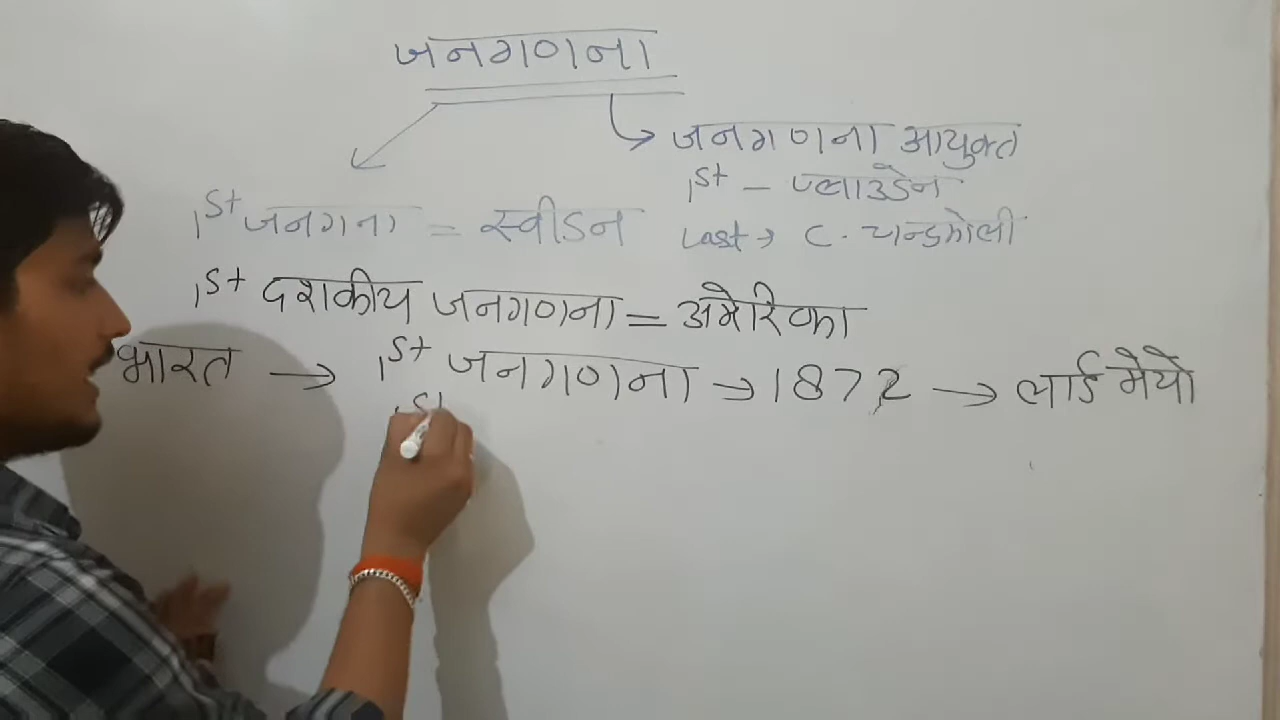 जनगणना
जनगणना आयुक्त
1st – प्लाउडेन
1st जनगना = स्वीडन
Last → C. चन्द्रमोली
1st दशकीय जनगणना = अमेरिका
भारत → 1st जनगणना → 1872 → लार्ड मेयो
1st